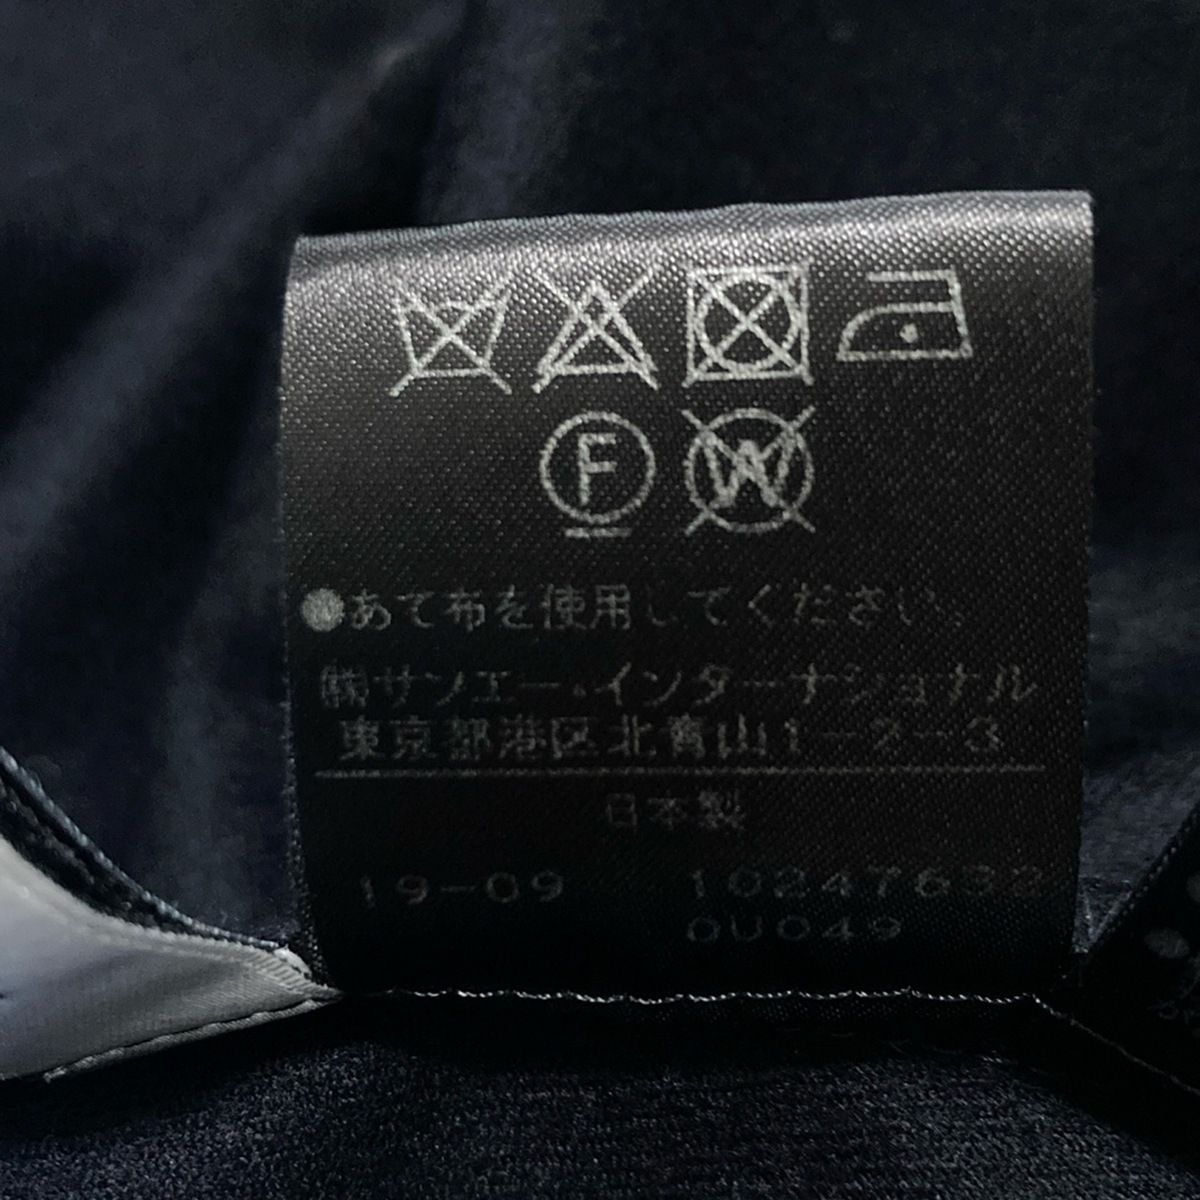 F W
●あて布を使用してください。
㈱サンエー・インターナショナル
東京都港区北青山1-2-3
日本製
19-09 10247632
0U049